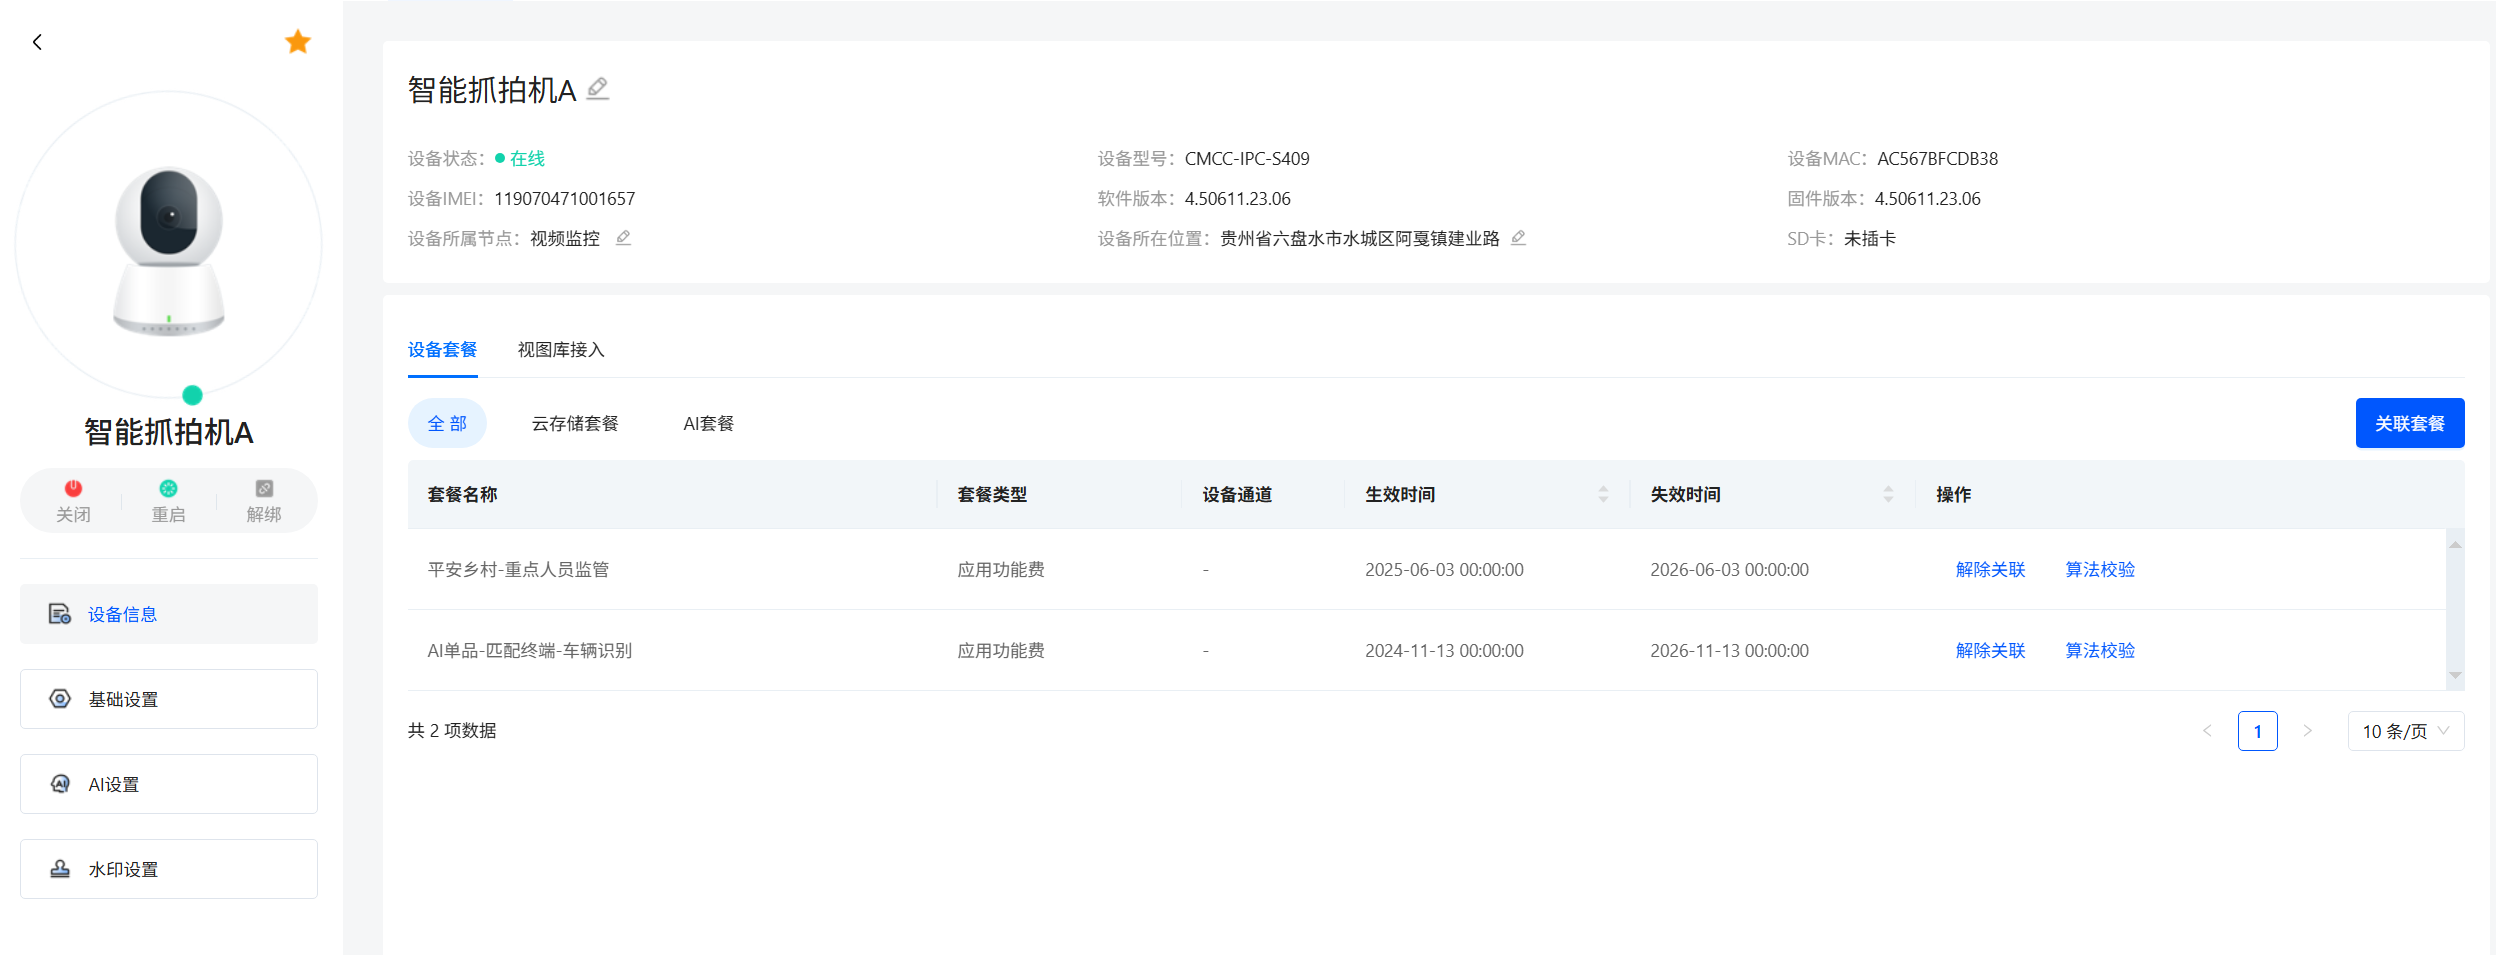 智能抓拍机A
关闭
重启
解绑
设备信息
基础设置
AI设置
水印设置
智能抓拍机A
设备状态： 在线
设备型号： CMCC-IPC-S409
设备MAC： AC567BFCDB38
设备IMEI： 119070471001657
软件版本： 4.50611.23.06
固件版本： 4.50611.23.06
设备所属节点： 视频监控
设备所在位置： 贵州省六盘水市水城区阿戛镇建业路
SD卡： 未插卡
设备套餐 视图库接入
全 部 云存储套餐 AI套餐 关联套餐
套餐名称 套餐类型 设备通道 生效时间 失效时间 操作
平安乡村-重点人员监管 应用功能费 - 2025-06-03 00:00:00 2026-06-03 00:00:00 解除关联 算法校验
AI单品-匹配终端-车辆识别 应用功能费 - 2024-11-13 00:00:00 2026-11-13 00:00:00 解除关联 算法校验
共 2 项数据 1 10 条/页